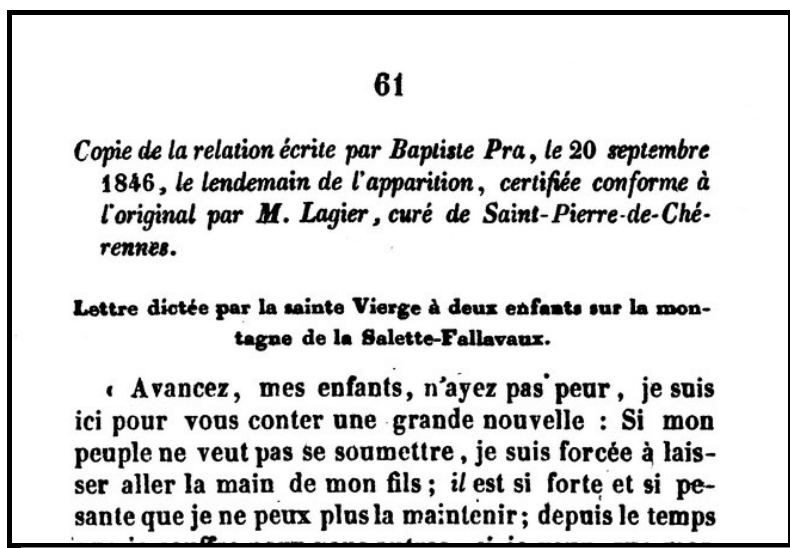 61
Copie de la relation écrite par Baptiste Pra, le 20 septembre
1846, le lendemain de l'apparition, certifiée conforme à
l'original par M. Lagier, curé de Saint-Pierre-de-Ché-
rennes.
Lettre dictée par la sainte Vierge à deux enfants sur la mon-
tagne de la Salette-Fallavaux.
« Avancez, mes enfants, n'ayez pas peur, je suis
ici pour vous conter une grande nouvelle : Si mon
peuple ne veut pas se soumettre, je suis forcée à lais-
ser aller la main de mon fils ; il est si forte et si pe-
sante que je ne peux plus la maintenir ; depuis le temps